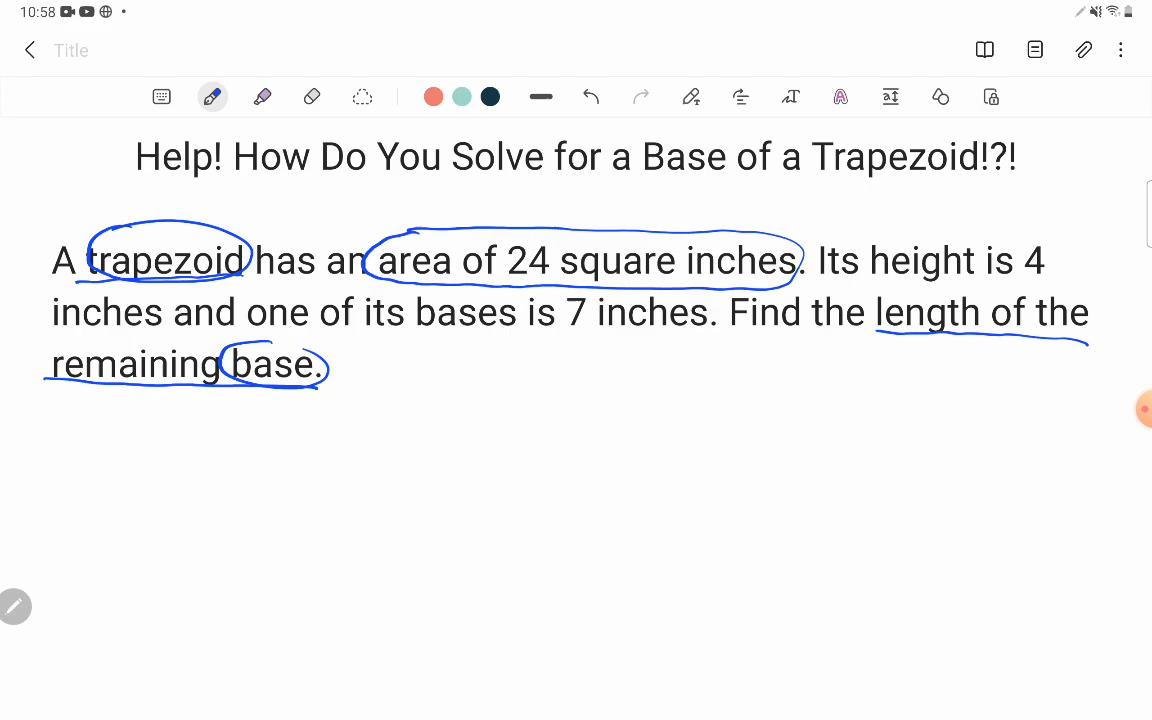 10:58
Title
Help! How Do You Solve for a Base of a Trapezoid!?!
A trapezoid has an area of 24 square inches. Its height is 4
inches and one of its bases is 7 inches. Find the length of the
remaining base.